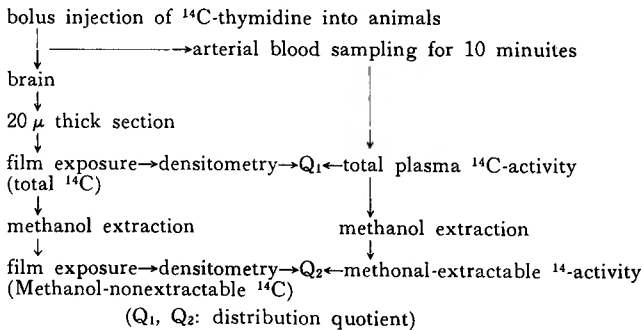 bolus injection of ¹⁴C-thymidine into animals
→arterial blood sampling for 10 minuites
brain
20 μ thick section
film exposure→densitometry→Q₁←total plasma ¹⁴C-activity
(total ¹⁴C)
methanol extraction methanol extraction
film exposure→densitometry→Q₂←methonal-extractable ¹⁴-activity
(Methanol-nonextractable ¹⁴C)
(Q₁, Q₂: distribution quotient)